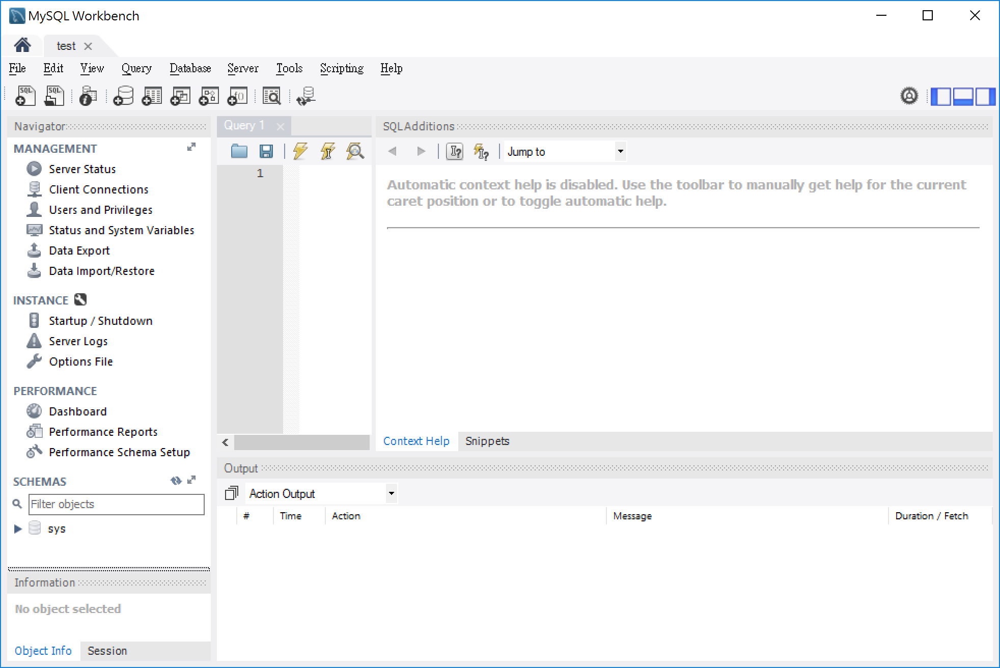 MySQL Workbench
test
File Edit View Query Database Server Tools Scripting Help
Navigator
MANAGEMENT
Server Status
Client Connections
Users and Privileges
Status and System Variables
Data Export
Data Import/Restore
INSTANCE
Startup / Shutdown
Server Logs
Options File
PERFORMANCE
Dashboard
Performance Reports
Performance Schema Setup
SCHEMAS
Filter objects
sys
Information
No object selected
Object Info Session
Query 1
1
SQLAdditions
Jump to
Automatic context help is disabled. Use the toolbar to manually get help for the current
caret position or to toggle automatic help.
Context Help Snippets
Output
Action Output
# Time Action Message Duration / Fetch